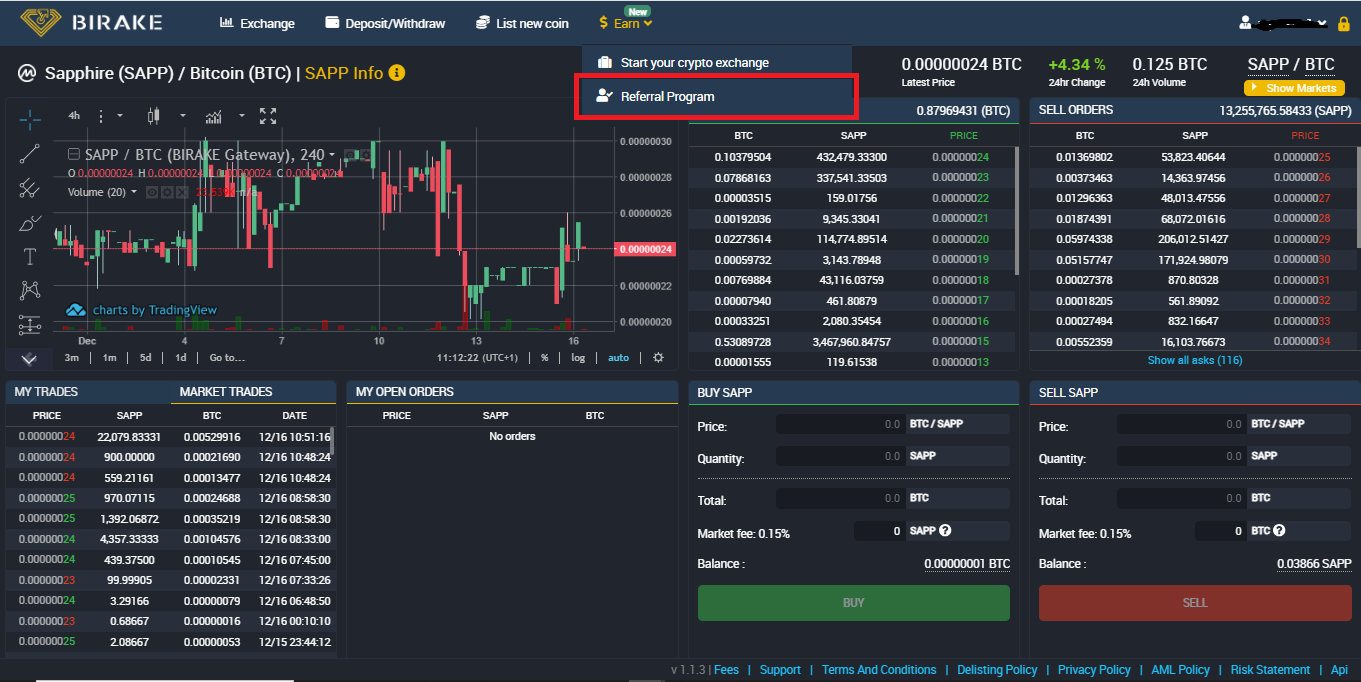 BIRAKE
Exchange
Deposit/Withdraw
List new coin
New
$ Earn
Start your crypto exchange
Referral Program
Sapphire (SAPP) / Bitcoin (BTC) | SAPP Info
0.00000024 BTC
Latest Price
+4.34 %
24hr Change
0.125 BTC
24h Volume
SAPP / BTC
Show Markets
4h
SAPP / BTC (BIRAKE Gateway), 240
O 0.00000024 H 0.00000024 L 0.00000024 C 0.00000024
Volume (20)
n/a
0.00000030
0.00000028
0.00000026
0.00000024
0.00000022
0.00000020
charts by TradingView
Dec 4 7 10 13 16
3m 1m 5d 1d Go to...
11:12:22 (UTC+1) % log auto
0.87969431 (BTC)
BTC SAPP PRICE
0.10379504 432,479.33300 0.00000024
0.07868163 337,541.33503 0.00000023
0.00003515 159.01756 0.00000022
0.00192036 9,345.33041 0.00000021
0.02273614 114,774.89514 0.00000020
0.00059732 3,143.78948 0.00000019
0.00769884 43,116.03759 0.00000018
0.00007940 461.80879 0.00000017
0.00033251 2,080.35454 0.00000016
0.53089728 3,467,960.84757 0.00000015
0.00001555 119.61538 0.00000013
SELL ORDERS 13,255,765.58433 (SAPP)
BTC SAPP PRICE
0.01369802 53,823.40644 0.00000025
0.00373463 14,363.97456 0.00000026
0.01296363 48,013.47556 0.00000027
0.01874391 68,072.01616 0.00000028
0.05974338 206,012.51427 0.00000029
0.05157747 171,924.98079 0.00000030
0.00027378 870.80328 0.00000031
0.00018205 561.89092 0.00000032
0.00027494 832.16647 0.00000033
0.00552359 16,103.76673 0.00000034
Show all asks (116)
MY TRADES MARKET TRADES
PRICE SAPP BTC DATE
0.00000024 22,079.83331 0.00529916 12/16 10:51:16
0.00000024 900.00000 0.00021690 12/16 10:48:24
0.00000024 559.21161 0.00013477 12/16 10:48:24
0.00000025 970.07115 0.00024688 12/16 08:58:30
0.00000025 1,392.06872 0.00035219 12/16 08:58:30
0.00000024 4,357.33333 0.00104576 12/16 08:33:00
0.00000024 439.37500 0.00010545 12/16 07:45:00
0.00000023 99.99905 0.00002331 12/16 07:33:26
0.00000024 3.29166 0.00000079 12/16 06:48:50
0.00000023 0.68667 0.00000016 12/16 00:10:10
0.00000025 2.08667 0.00000053 12/15 23:44:12
MY OPEN ORDERS
PRICE SAPP BTC
No orders
BUY SAPP
Price: 0.0 BTC / SAPP
Quantity: 0.0 SAPP
Total: 0.0 BTC
Market fee: 0.15% 0 SAPP ?
Balance : 0.00000001 BTC
BUY
SELL SAPP
Price: 0.0 BTC / SAPP
Quantity: 0.0 SAPP
Total: 0.0 BTC
Market fee: 0.15% 0 BTC ?
Balance : 0.03866 SAPP
SELL
v 1.1.3 | Fees | Support | Terms And Conditions | Delisting Policy | Privacy Policy | AML Policy | Risk Statement | Api